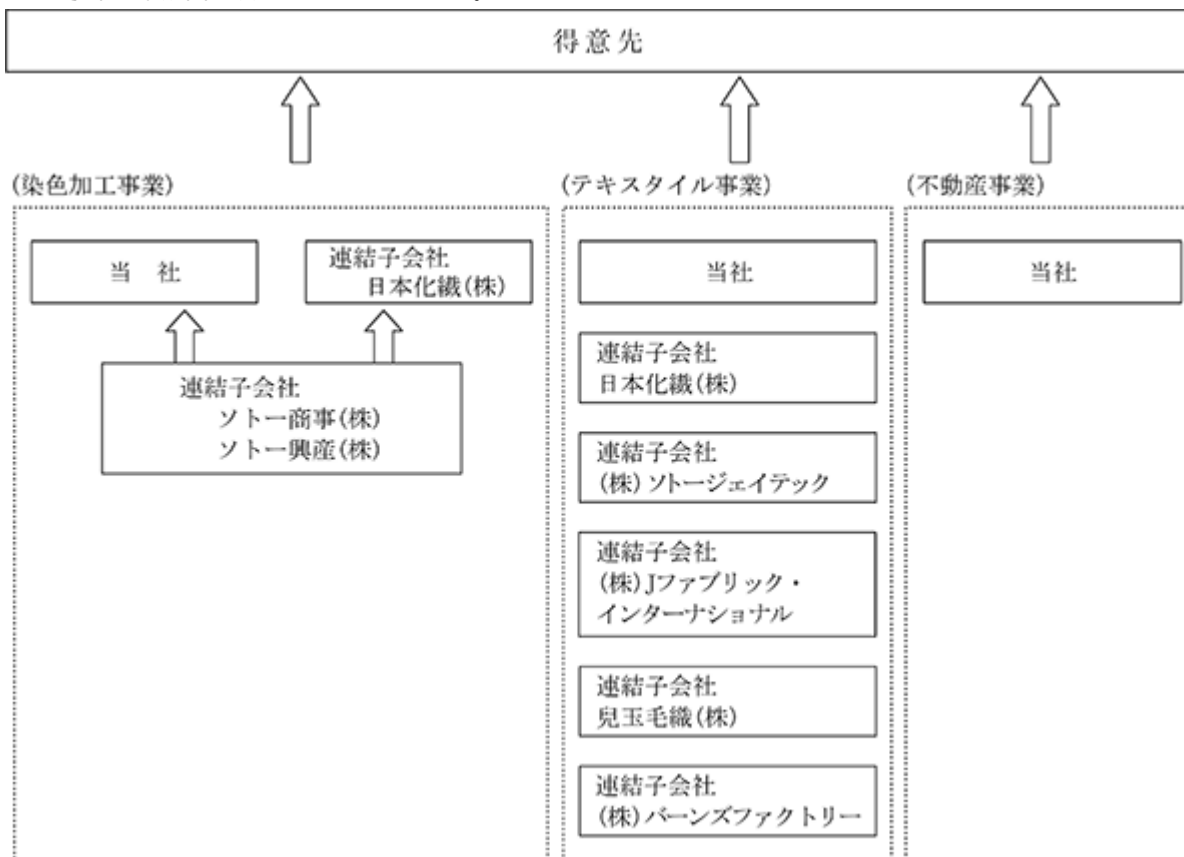 得意先
(染色加工事業)
(テキスタイル事業)
(不動産事業)
当 社
連結子会社
日本化繊(株)
連結子会社
ソトー商事(株)
ソトー興産(株)
当社
連結子会社
日本化繊(株)
連結子会社
(株)ソトージェイテック
連結子会社
(株)Jファブリック・
インターナショナル
連結子会社
兒玉毛織(株)
連結子会社
(株)バーンズファクトリー
当社